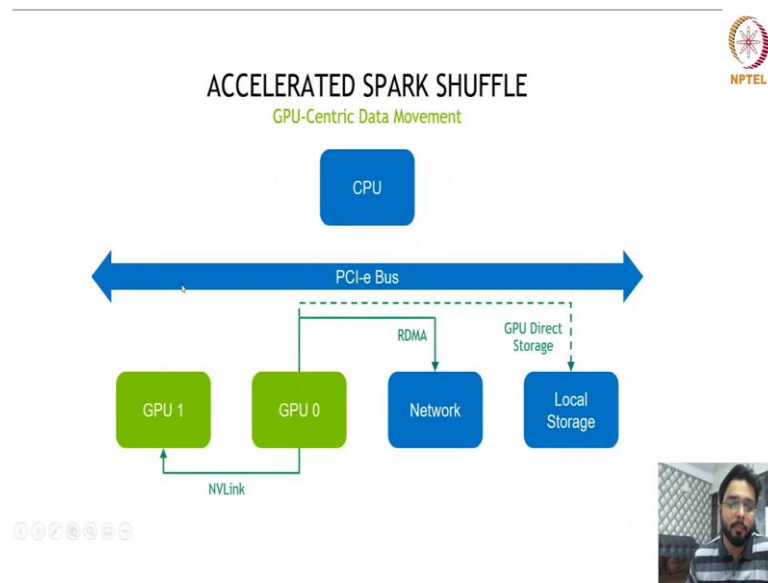 NPTEL
ACCELERATED SPARK SHUFFLE
GPU-Centric Data Movement
CPU
PCI-e Bus
RDMA
GPU Direct
Storage
GPU 1
GPU 0
Network
Local
Storage
NVLink